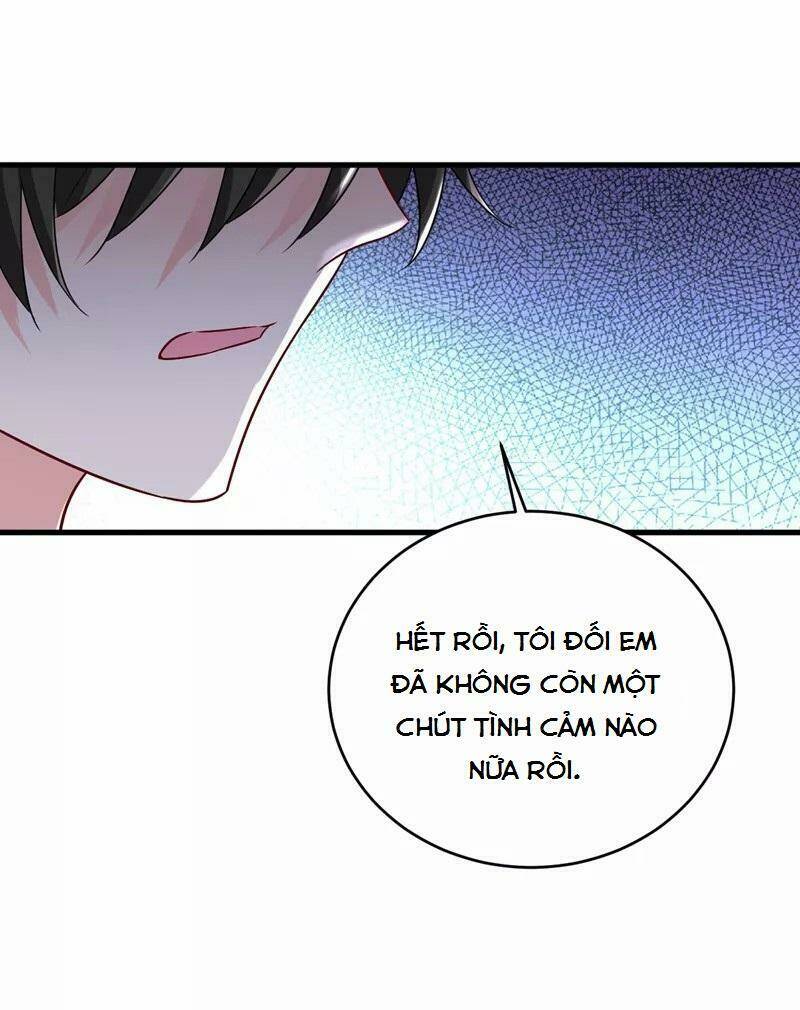 HẾT RỒI, TÔI ĐỐI EM
ĐÃ KHÔNG CÒN MỘT
CHÚT TÌNH CẢM NÀO
NỮA RỒI.